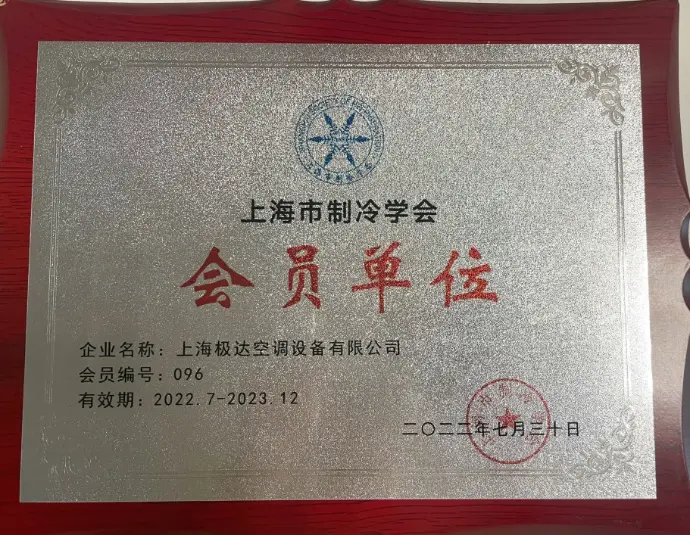 上海市制冷学会
会员单位
企业名称：上海极达空调设备有限公司
会员编号：096
有效期：2022.7-2023.12
二〇二二年七月三十日